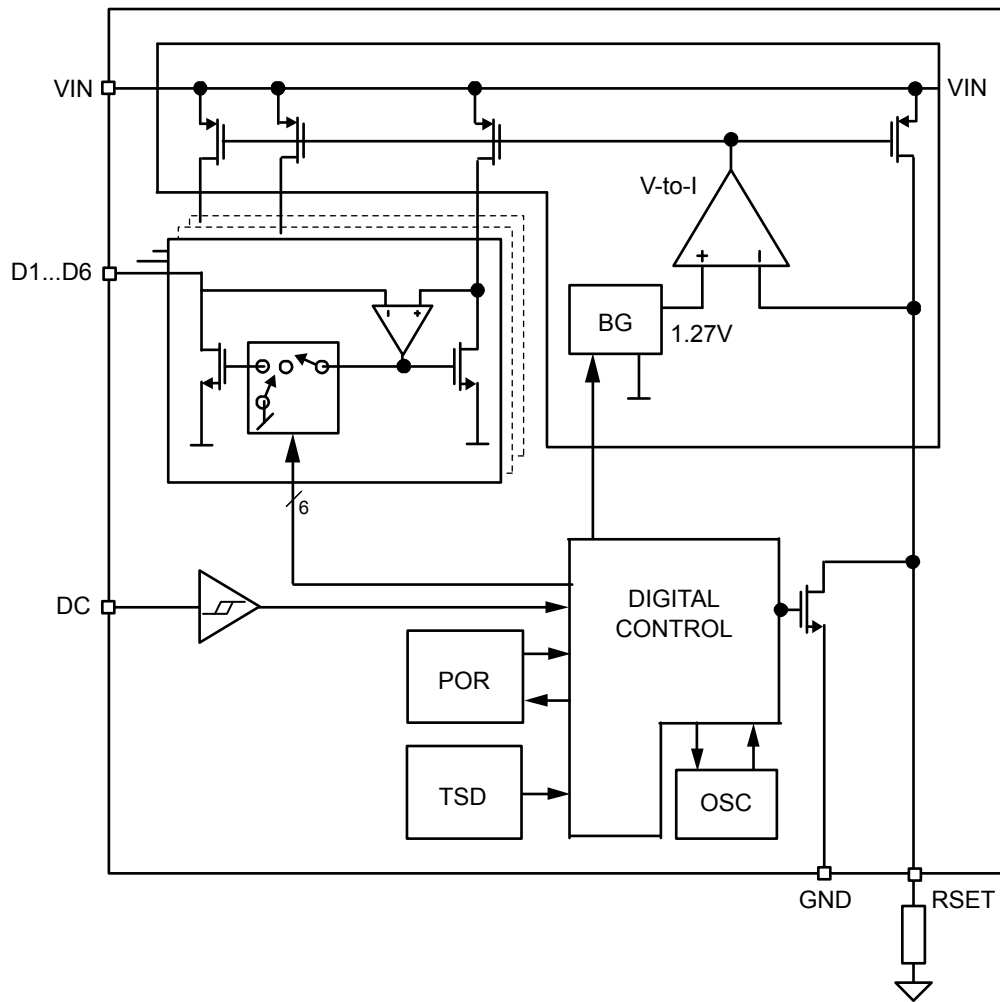 VIN
VIN
V-to-I
+
–
D1...D6
–
+
BG
1.27V
6
DC
DIGITAL
CONTROL
POR
TSD
OSC
GND
RSET